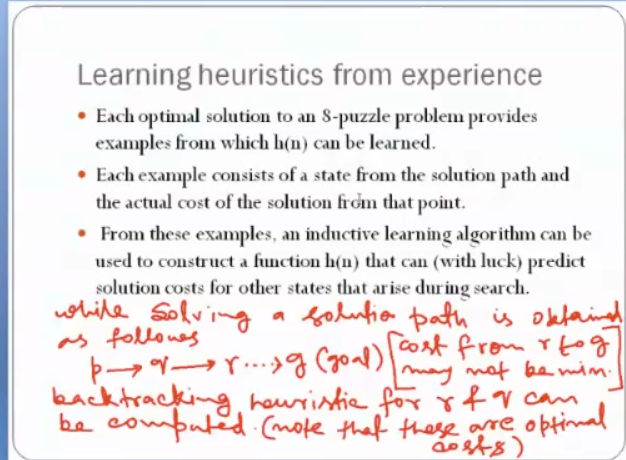 Learning heuristics from experience
• Each optimal solution to an 8-puzzle problem provides
examples from which h(n) can be learned.
• Each example consists of a state from the solution path and
the actual cost of the solution from that point.
• From these examples, an inductive learning algorithm can be
used to construct a function h(n) that can (with luck) predict
solution costs for other states that arise during search.
while solving a solution path is obtained
as follows
p → q → r ....> g (goal) [cost from r to g
may not be min.]
backtracking heuristic for r & q can
be computed. (note that these are optimal
costs)